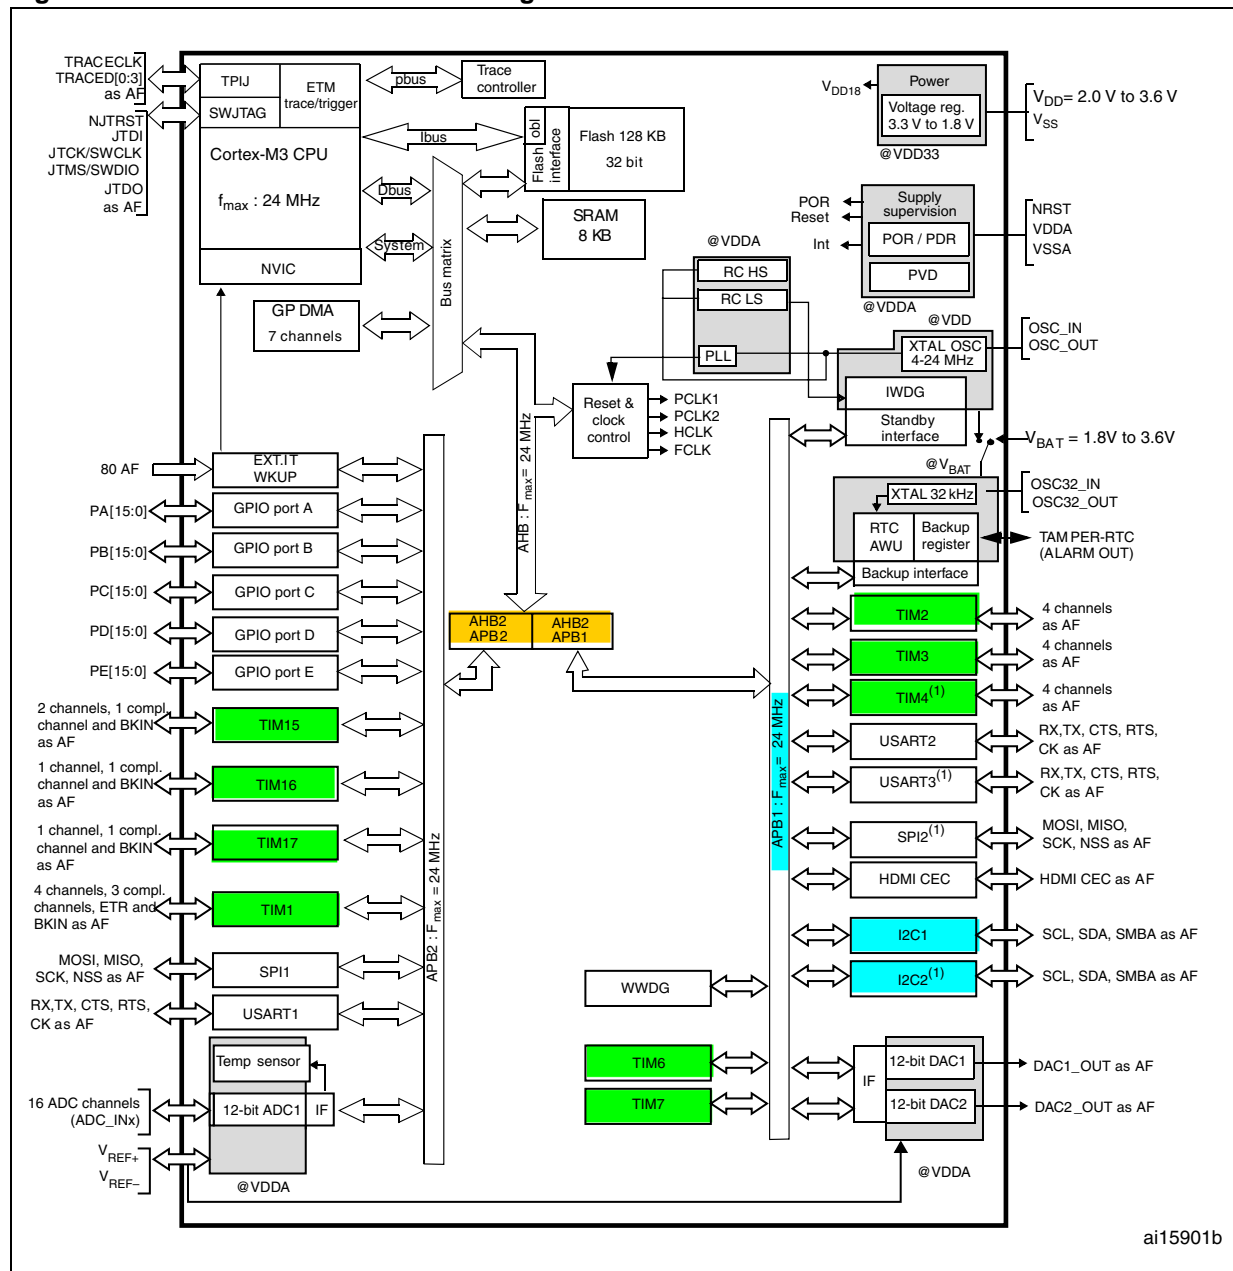 TRACECLK
TRACED[0:3]
as AF
NJTRST
JTDI
JTCK/SWCLK
JTMS/SWDIO
JTDO
as AF
TPIJ
SWJTAG
ETM
trace/trigger
Cortex-M3 CPU
fmax : 24 MHz
NVIC
GP DMA
7 channels
pbus
Trace
controller
Ibus
Dbus
System
Bus matrix
Flash obl
interface
Flash 128 KB
32 bit
SRAM
8 KB
VDD18
Power
Voltage reg.
3.3 V to 1.8 V
@VDD33
VDD= 2.0 V to 3.6 V
VSS
POR
Reset
Int
Supply
supervision
POR / PDR
PVD
@VDDA
NRST
VDDA
VSSA
@VDDA
RC HS
RC LS
PLL
@VDD
XTAL OSC
4-24 MHz
IWDG
Standby
interface
OSC_IN
OSC_OUT
Reset &
clock
control
PCLK1
PCLK2
HCLK
FCLK
VBAT = 1.8V to 3.6V
@VBAT
XTAL 32 kHz
RTC
AWU
Backup
register
Backup interface
OSC32_IN
OSC32_OUT
TAMPER-RTC
(ALARM OUT)
AHB : Fmax = 24 MHz
AHB2
APB2
AHB2
APB1
80 AF
EXT.IT
WKUP
PA[15:0]
GPIO port A
PB[15:0]
GPIO port B
PC[15:0]
GPIO port C
PD[15:0]
GPIO port D
PE[15:0]
GPIO port E
2 channels, 1 compl.
channel and BKIN
as AF
TIM15
1 channel, 1 compl.
channel and BKIN
as AF
TIM16
1 channel, 1 compl.
channel and BKIN
as AF
TIM17
4 channels, 3 compl.
channels, ETR and
BKIN as AF
TIM1
MOSI, MISO,
SCK, NSS as AF
SPI1
RX,TX, CTS, RTS,
CK as AF
USART1
Temp sensor
16 ADC channels
(ADC_INx)
12-bit ADC1
IF
VREF+
VREF–
@VDDA
APB2 : Fmax = 24 MHz
APB1 : Fmax = 24 MHz
TIM2
4 channels
as AF
TIM3
4 channels
as AF
TIM4(1)
4 channels
as AF
USART2
RX,TX, CTS, RTS,
CK as AF
USART3(1)
RX,TX, CTS, RTS,
CK as AF
SPI2(1)
MOSI, MISO,
SCK, NSS as AF
HDMI CEC
HDMI CEC as AF
I2C1
SCL, SDA, SMBA as AF
I2C2(1)
SCL, SDA, SMBA as AF
WWDG
TIM6
TIM7
IF
12-bit DAC1
DAC1_OUT as AF
12-bit DAC2
DAC2_OUT as AF
@VDDA
ai15901b